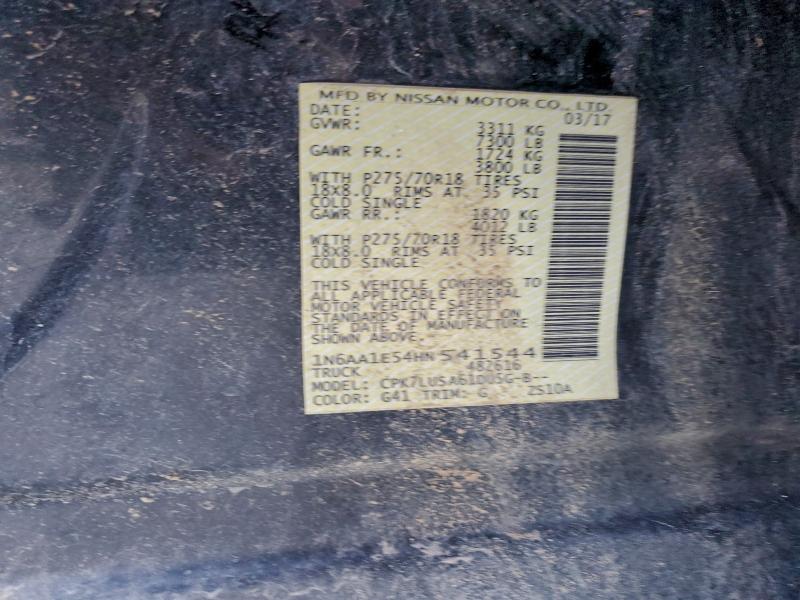 MFD BY NISSAN MOTOR CO., LTD.
DATE: 03/17
GVWR: 3311 KG
7300 LB
GAWR FR.: 1724 KG
3800 LB
WITH P275/70R18 TIRES
18X8.0 RIMS AT 35 PSI
COLD SINGLE
GAWR RR.: 1820 KG
4012 LB
WITH P275/70R18 TIRES
18X8.0 RIMS AT 35 PSI
COLD SINGLE
THIS VEHICLE CONFORMS TO
ALL APPLICABLE FEDERAL
MOTOR VEHICLE SAFETY
STANDARDS IN EFFECT ON
THE DATE OF MANUFACTURE
SHOWN ABOVE.
1N6AA1E54HN541544
TRUCK 482616
MODEL: CPK7LUSA61DUSG-B--
COLOR: G41 TRIM: G ZS10A